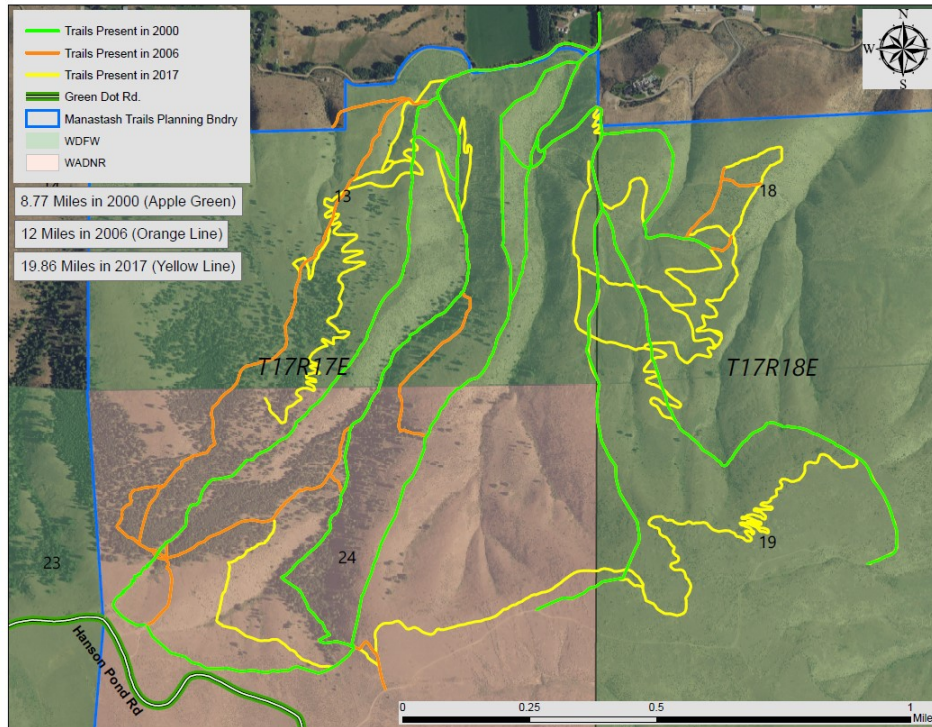 Trails Present in 2000
Trails Present in 2006
Trails Present in 2017
Green Dot Rd.
Manastash Trails Planning Bndry
WDFW
WADNR
8.77 Miles in 2000 (Apple Green)
12 Miles in 2006 (Orange Line)
19.86 Miles in 2017 (Yellow Line)
N
W
E
S
13
18
T17R17E
T17R18E
23
24
19
Hanson Pond Rd
0
0.25
0.5
1
Mile